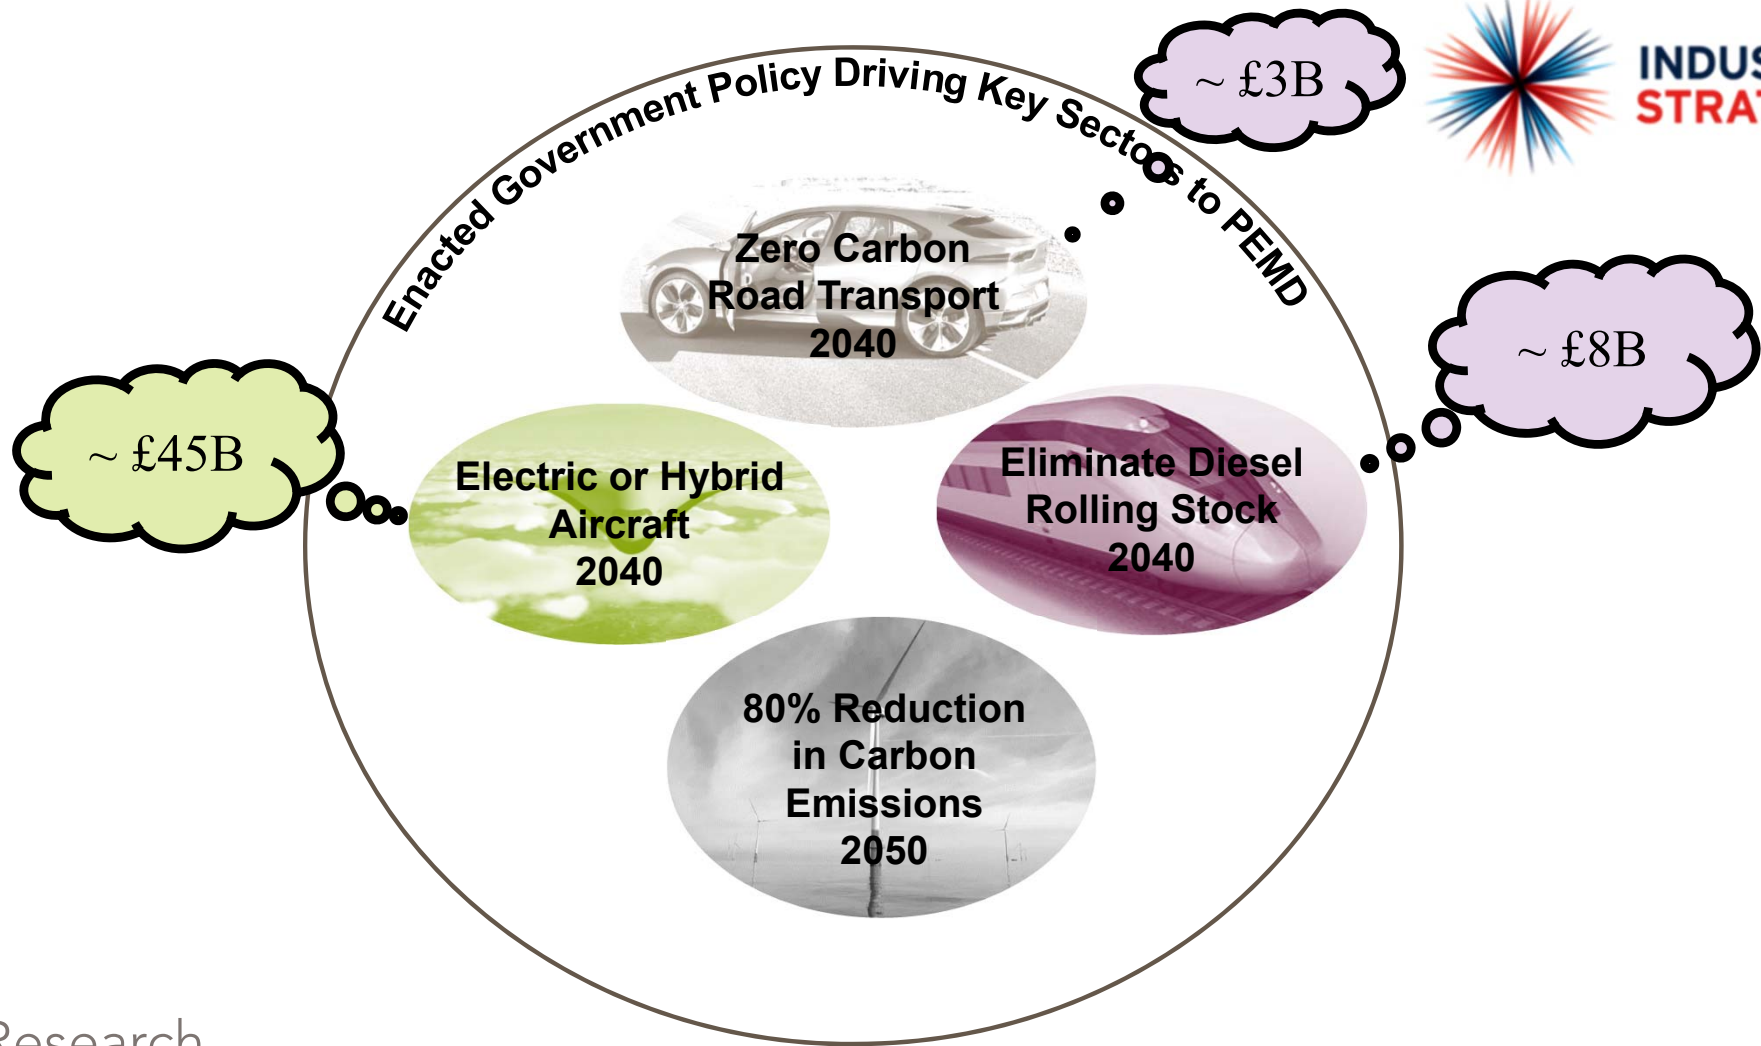 Enacted Government Policy Driving Key Sectors to PEMD
~ £3B
Zero Carbon
Road Transport
2040
~ £8B
~ £45B
Electric or Hybrid
Aircraft
2040
Eliminate Diesel
Rolling Stock
2040
80% Reduction
in Carbon
Emissions
2050
INDUS
STRAT
Research